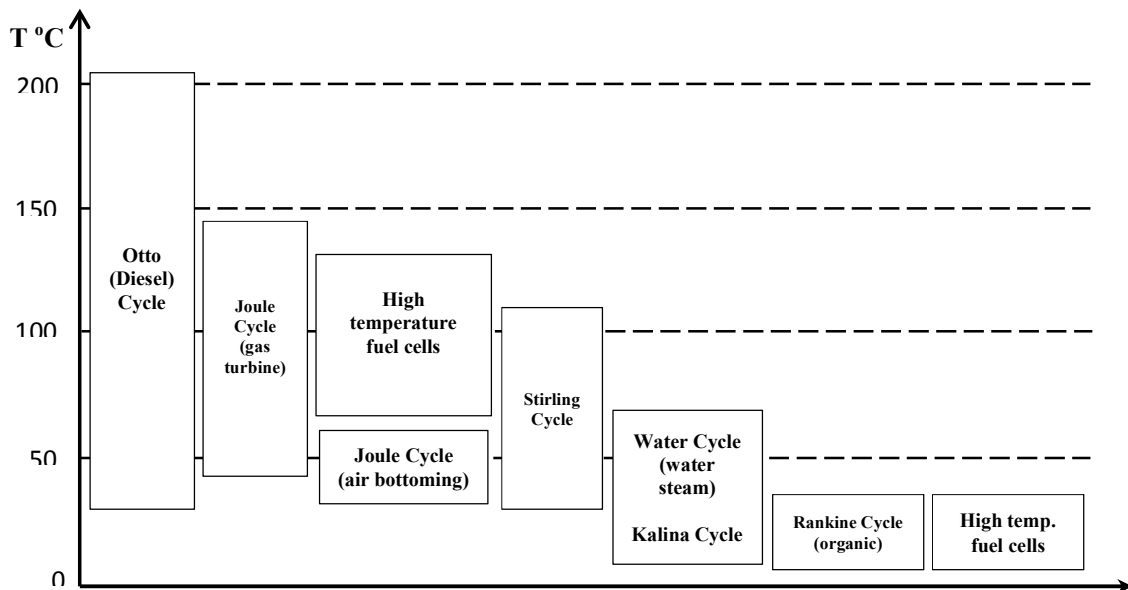 T °C
200
150
100
50
0
Otto
(Diesel)
Cycle
Joule
Cycle
(gas
turbine)
High
temperature
fuel cells
Joule Cycle
(air bottoming)
Stirling
Cycle
Water Cycle
(water
steam)
Kalina Cycle
Rankine Cycle
(organic)
High temp.
fuel cells